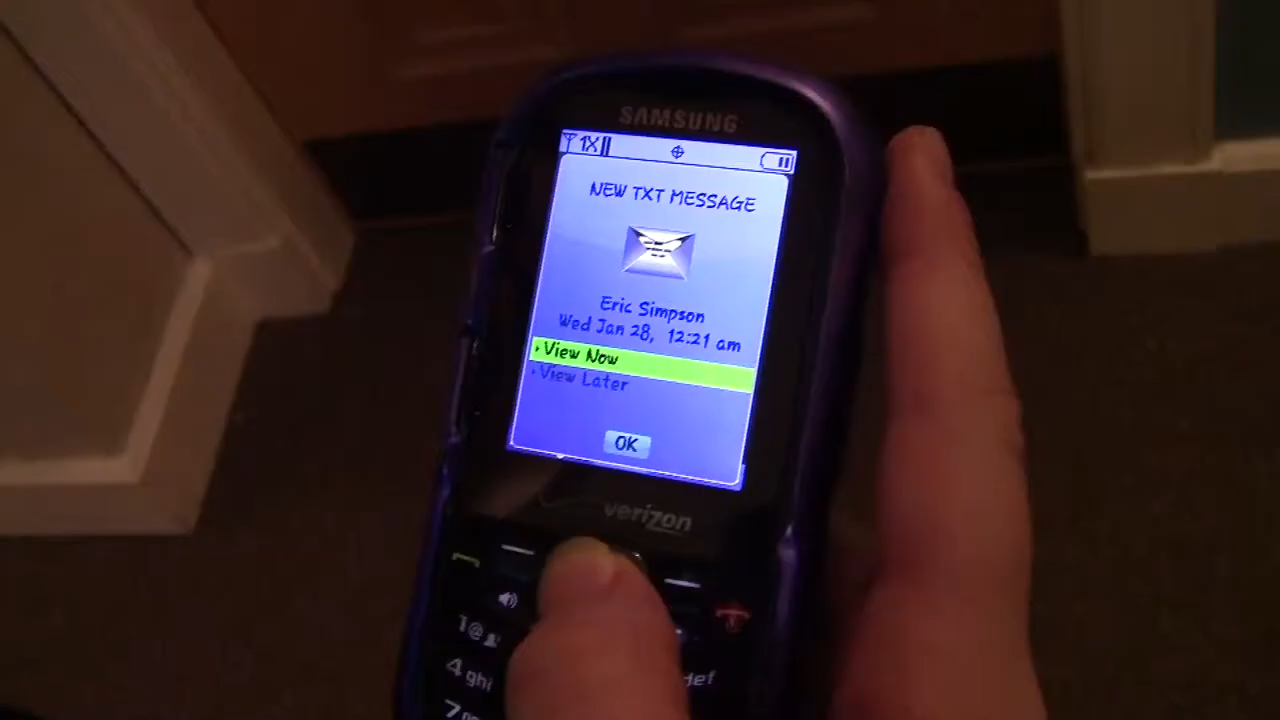 SAMSUNG
1X
NEW TXT MESSAGE
Eric Simpson
Wed Jan 28, 12:21 am
View Now
View Later
OK
verizon
1@
4 ghi def
7